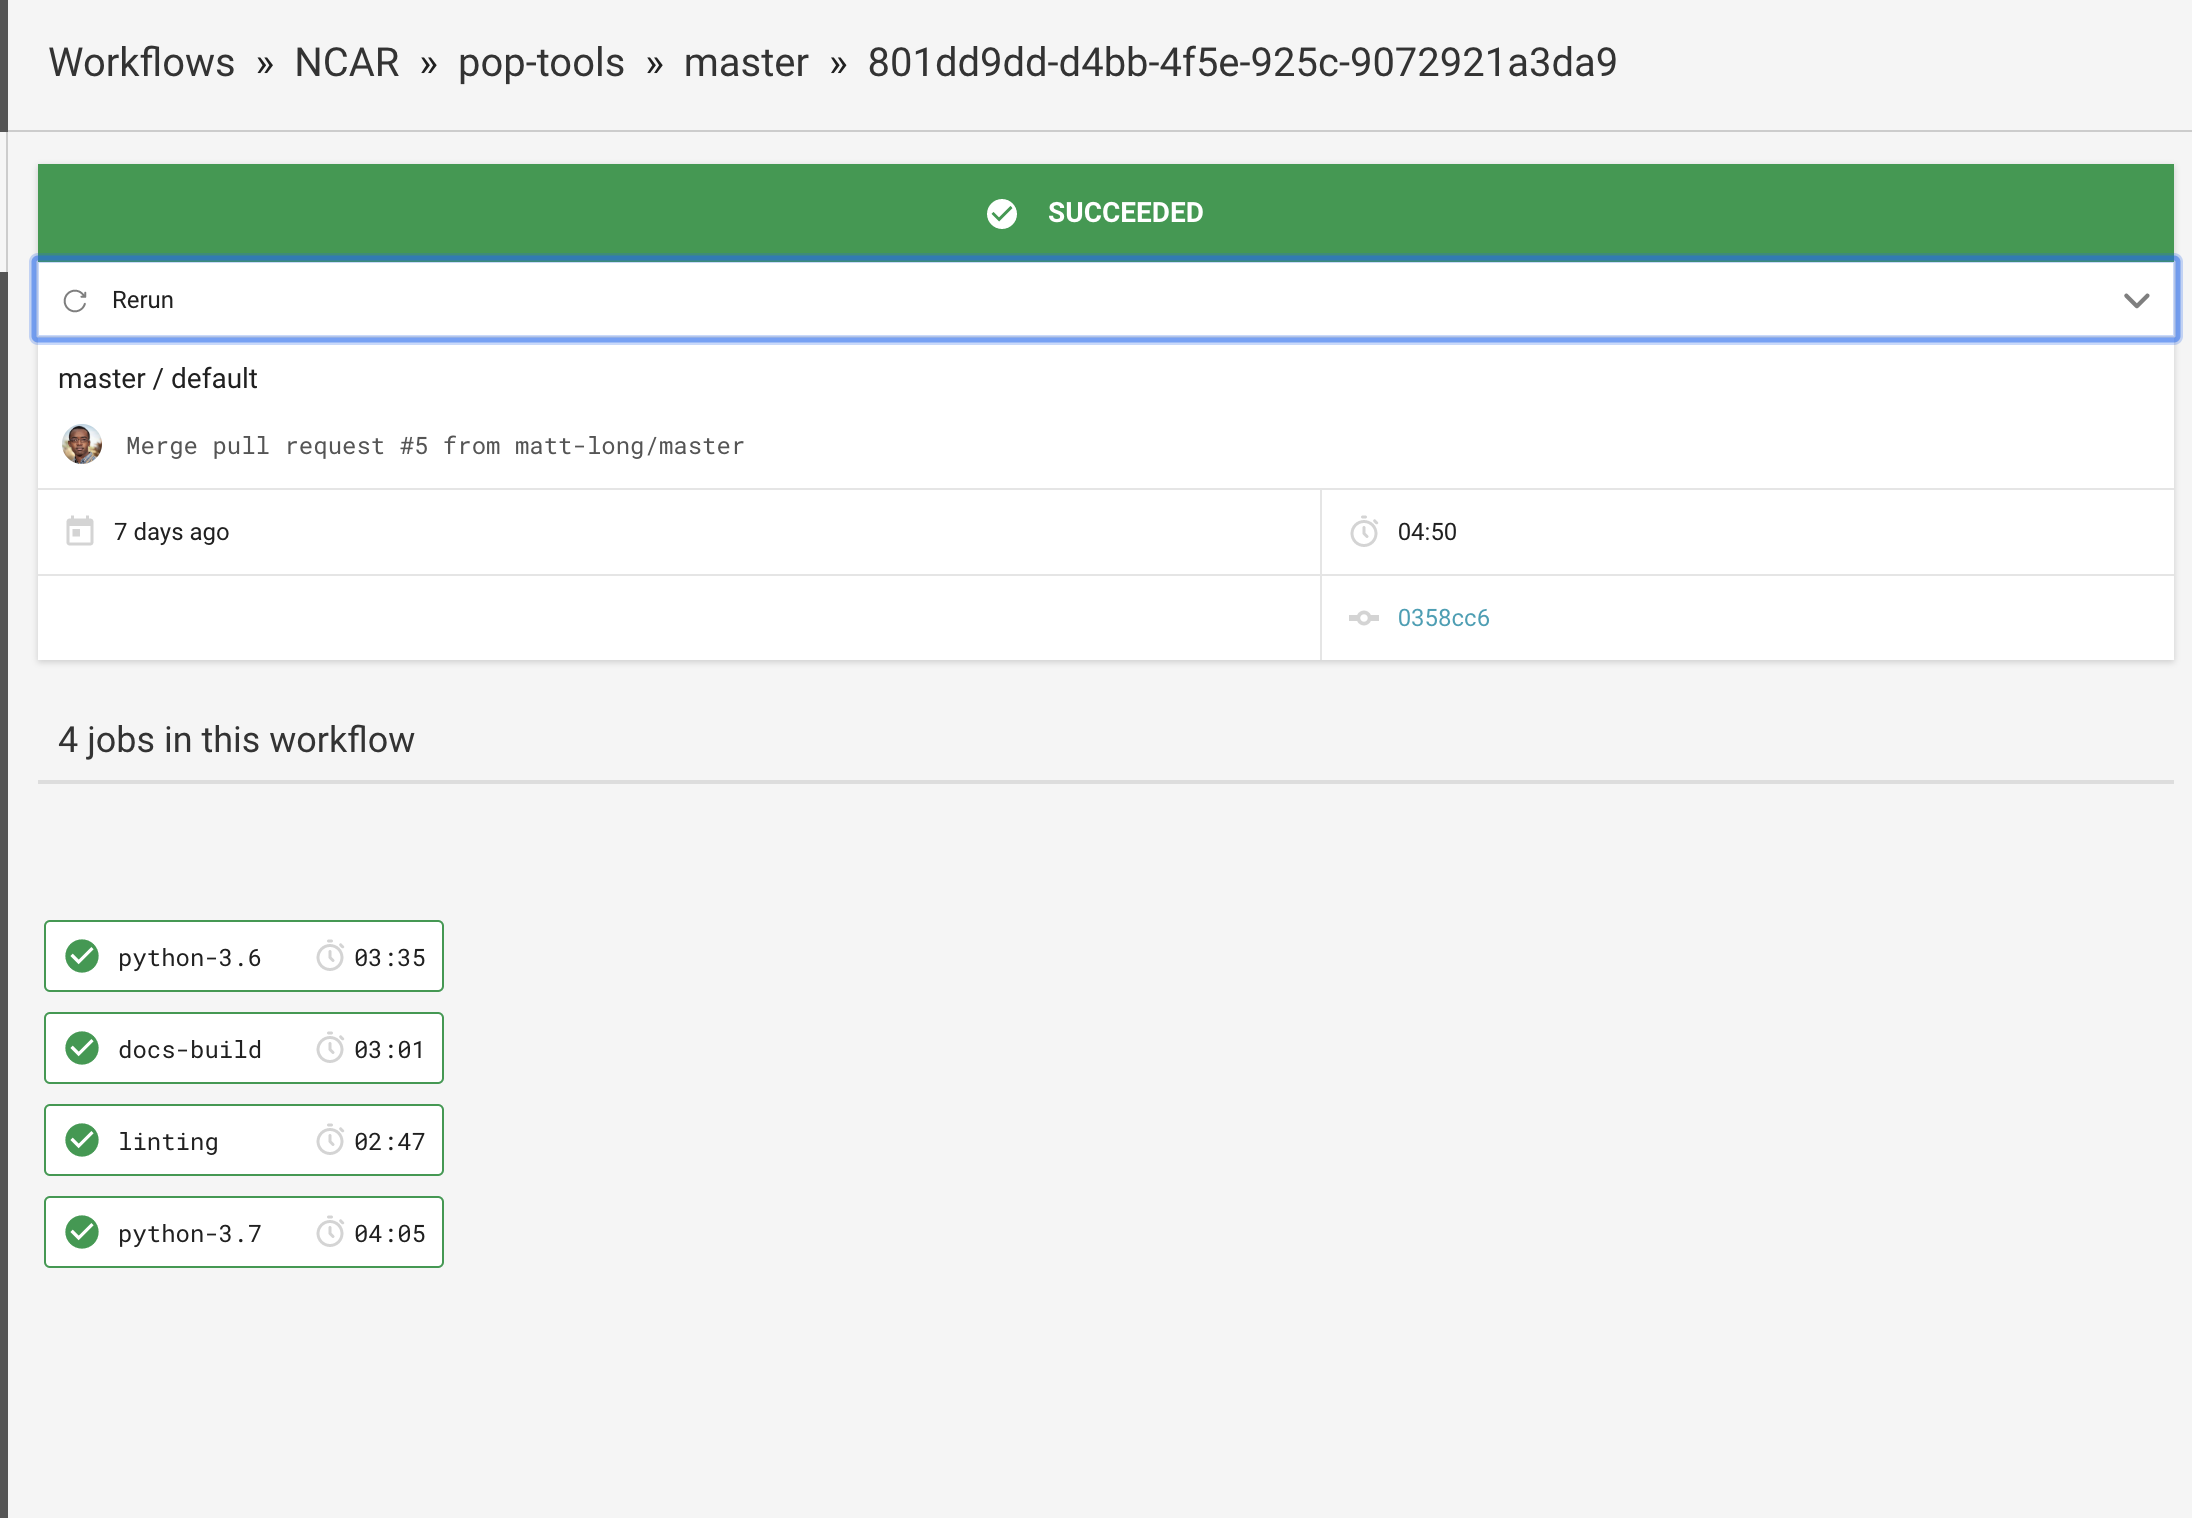 Workflows » NCAR » pop-tools » master » 801dd9dd-d4bb-4f5e-925c-9072921a3da9
SUCCEEDED
Rerun
master / default
Merge pull request #5 from matt-long/master
7 days ago
04:50
0358cc6
4 jobs in this workflow
python-3.6 03:35
docs-build 03:01
linting 02:47
python-3.7 04:05